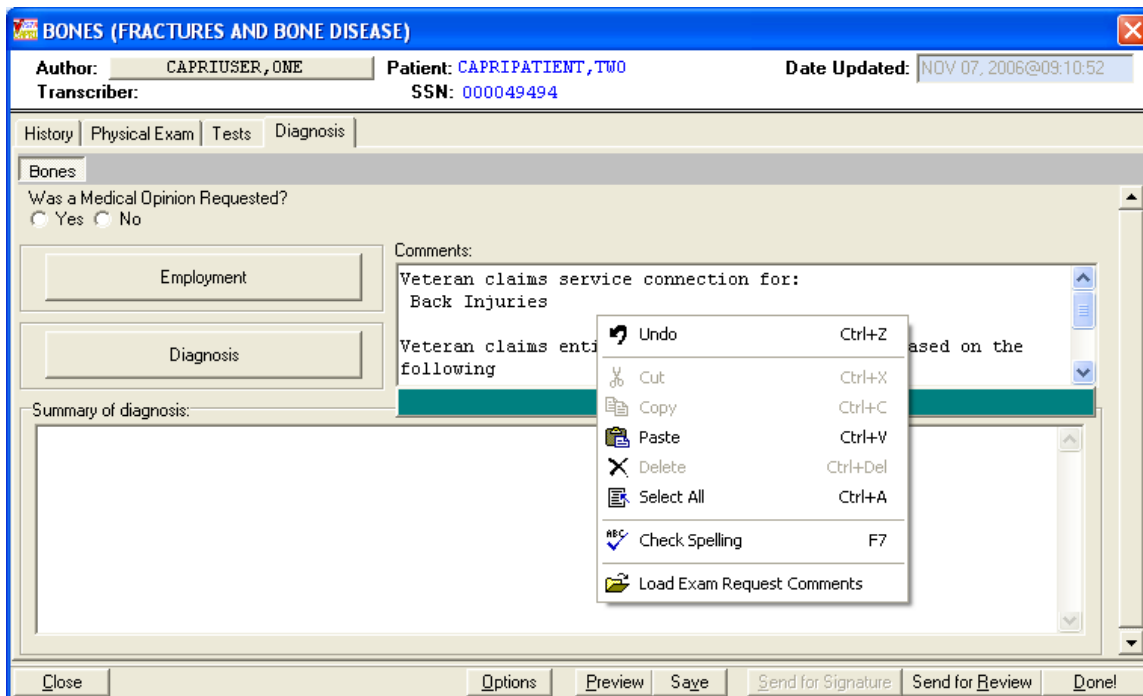 BONES (FRACTURES AND BONE DISEASE)
Author: CAPRIUSER,ONE Patient: CAPRIPATIENT,TWO Date Updated: NOV 07, 2006@09:10:52
Transcriber: SSN: 000049494
History Physical Exam Tests Diagnosis
Bones
Was a Medical Opinion Requested?
Yes No
Employment
Diagnosis
Comments:
Veteran claims service connection for:
Back Injuries
Veteran claims ased on the
following
Undo Ctrl+Z
Cut Ctrl+X
Copy Ctrl+C
Paste Ctrl+V
Delete Ctrl+Del
Select All Ctrl+A
ABC Check Spelling F7
Load Exam Request Comments
Summary of diagnosis:
Close Options Preview Save Send for Signature Send for Review Done!